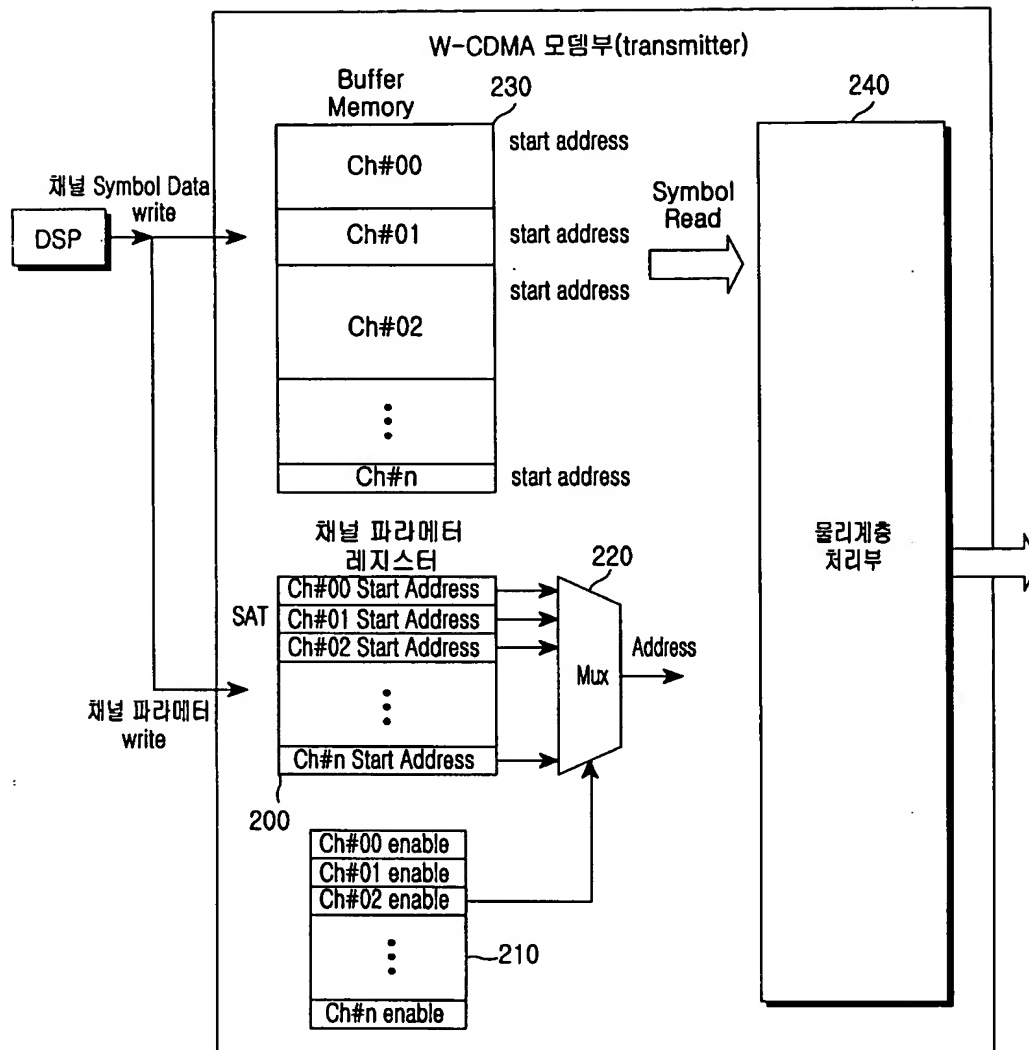 W-CDMA 모뎀부(transmitter)
Buffer
Memory
230
240
Ch#00
start address
채널 Symbol Data
write
DSP
Ch#01
start address
Symbol
Read
start address
Ch#02
Ch#n
start address
물리계층
처리부
채널 파라메터
레지스터
220
SAT
Ch#00 Start Address
Ch#01 Start Address
Ch#02 Start Address
Address
Mux
채널 파라메터
write
Ch#n Start Address
200
Ch#00 enable
Ch#01 enable
Ch#02 enable
210
Ch#n enable